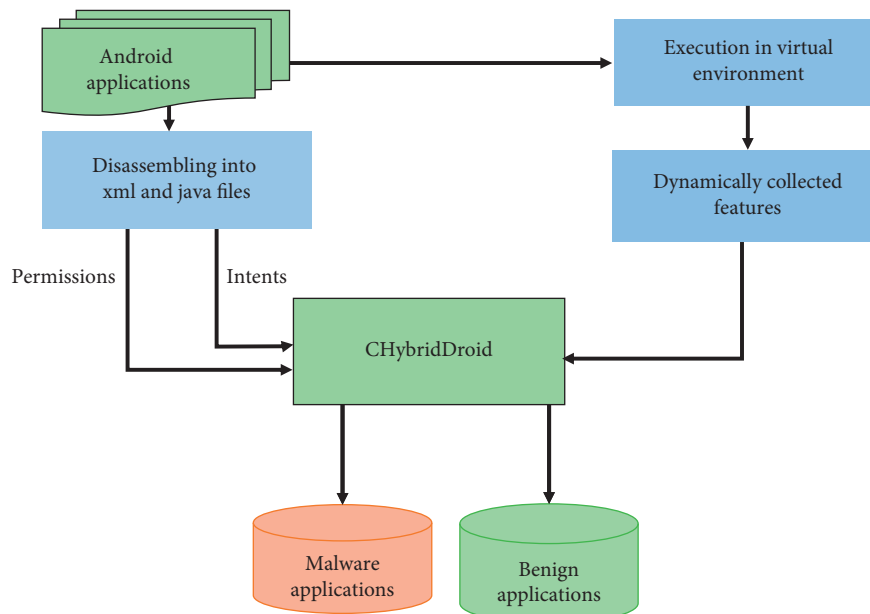 Android
applications
Execution in virtual
environment
Disassembling into
xml and java files
Dynamically collected
features
Permissions
Intents
CHybridDroid
Malware
applications
Benign
applications